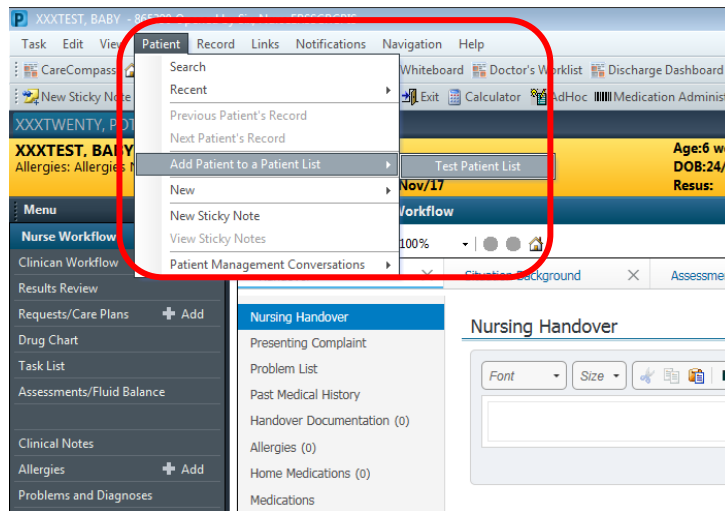 XXXTEST, BABY
Task Edit View Patient Record Links Notifications Navigation Help
CareCompass Whiteboard Doctor's Worklist Discharge Dashboard
New Sticky Note Exit Calculator AdHoc Medication Adminis
XXXTWENTY, POT
XXXTEST, BABY
Age:6 w
Allergies: Allergies N
DOB:24/
Nov/17
Resus:
Search
Recent
Previous Patient's Record
Next Patient's Record
Add Patient to a Patient List
Test Patient List
New
New Sticky Note
View Sticky Notes
Patient Management Conversations
Menu
Workflow
Nurse Workflow
100%
Clinican Workflow
Situation Background
Assessme
Results Review
Requests/Care Plans Add
Drug Chart
Task List
Assessments/Fluid Balance
Clinical Notes
Allergies Add
Problems and Diagnoses
Nursing Handover
Presenting Complaint
Problem List
Past Medical History
Handover Documentation (0)
Allergies (0)
Home Medications (0)
Medications
Nursing Handover
Font Size